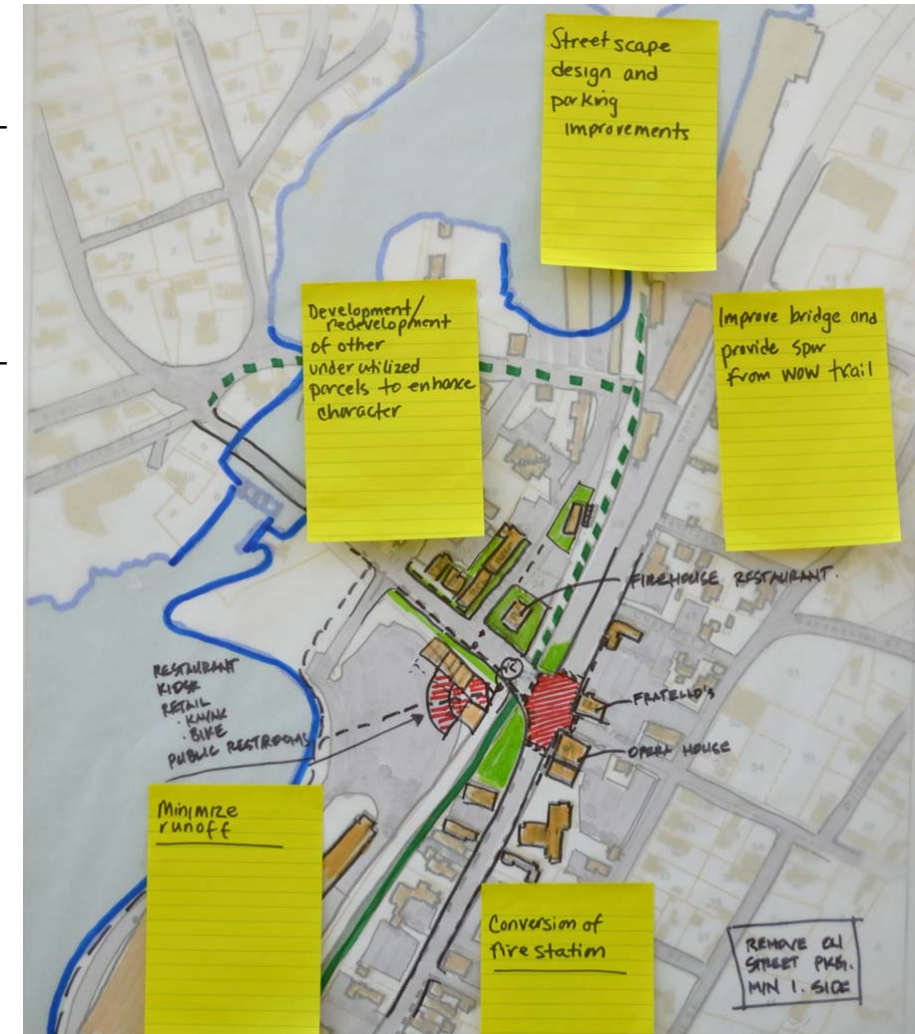 Streetscape
design and
parking
improvements
Development/
redevelopment
of other
underutilized
parcels to enhance
character
Improve bridge and
provide spur
from WOW trail
FIREHOUSE RESTAURANT.
RESTAURANT
KIOSK
RETAIL
· KAYAK
· BIKE
PUBLIC RESTROOMS
FRATELLO'S
OPERA HOUSE
Minimize
runoff
Conversion of
fire station
REMOVE ON
STREET PKG.
MIN 1. SIDE